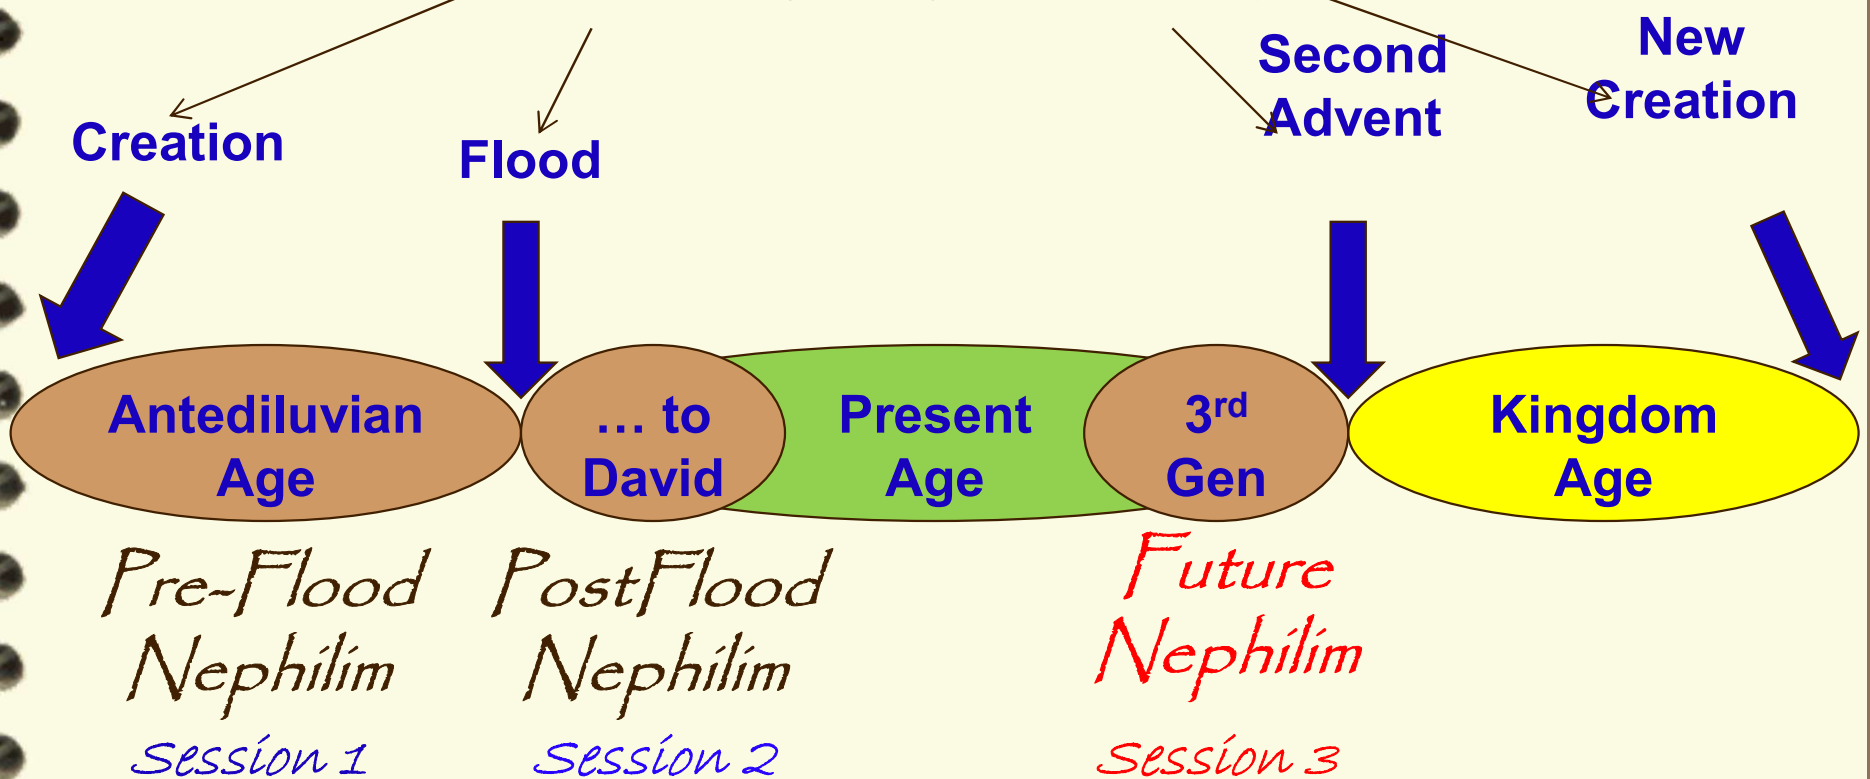 Creation
Flood
Second
Advent
New
Creation
Antediluvian
Age
… to
David
Present
Age
3rd
Gen
Kingdom
Age
Pre-Flood
Nephilim
Session 1
PostFlood
Nephilim
Session 2
Future
Nephilim
Session 3